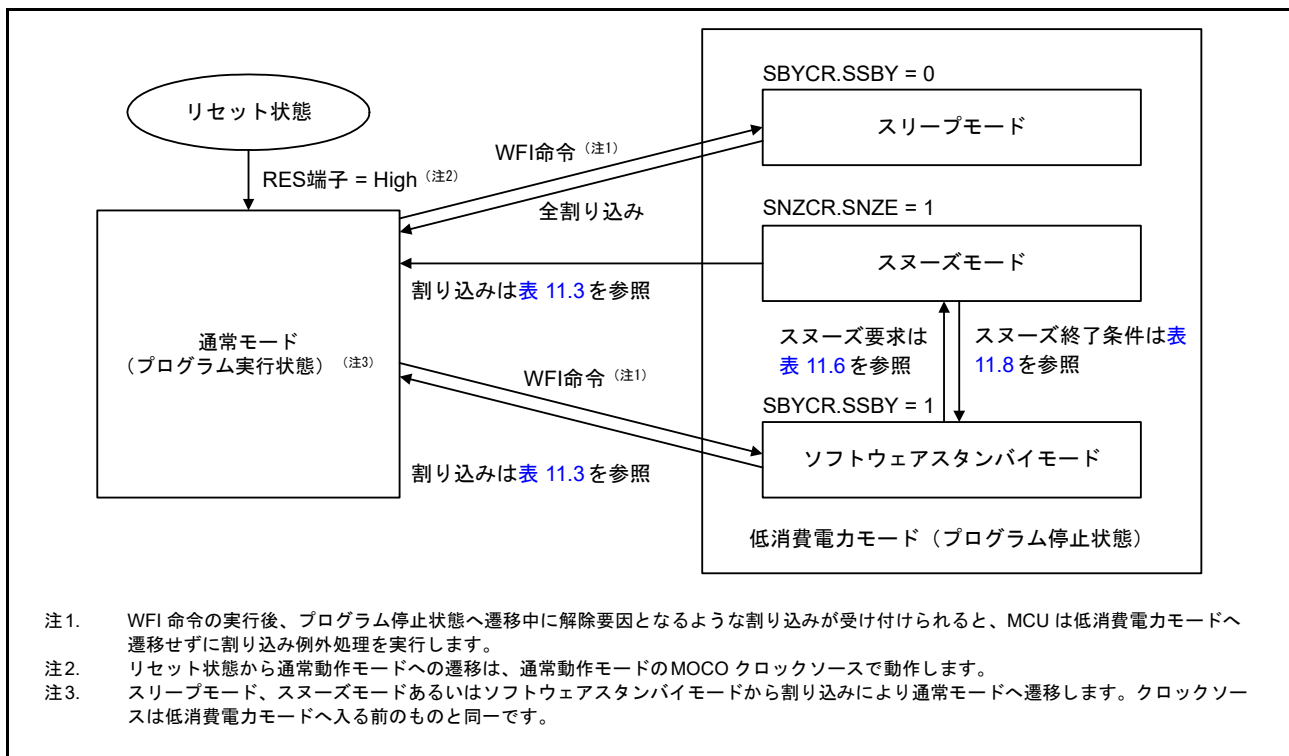 リセット状態
RES端子 = High（注2）
通常モード
（プログラム実行状態）（注3）
WFI命令（注1）
全割り込み
割り込みは表 11.3 を参照
WFI命令（注1）
割り込みは表 11.3 を参照
SBYCR.SSBY = 0
スリープモード
SNZCR.SNZE = 1
スヌーズモード
スヌーズ要求は
表 11.6 を参照
スヌーズ終了条件は表
11.8 を参照
SBYCR.SSBY = 1
ソフトウェアスタンバイモード
低消費電力モード（プログラム停止状態）
注1. WFI 命令の実行後、プログラム停止状態へ遷移中に解除要因となるような割り込みが受け付けられると、MCU は低消費電力モードへ
遷移せずに割り込み例外処理を実行します。
注2. リセット状態から通常動作モードへの遷移は、通常動作モードのMOCO クロックソースで動作します。
注3. スリープモード、スヌーズモードあるいはソフトウェアスタンバイモードから割り込みにより通常モードへ遷移します。クロックソー
スは低消費電力モードへ入る前のものと同一です。